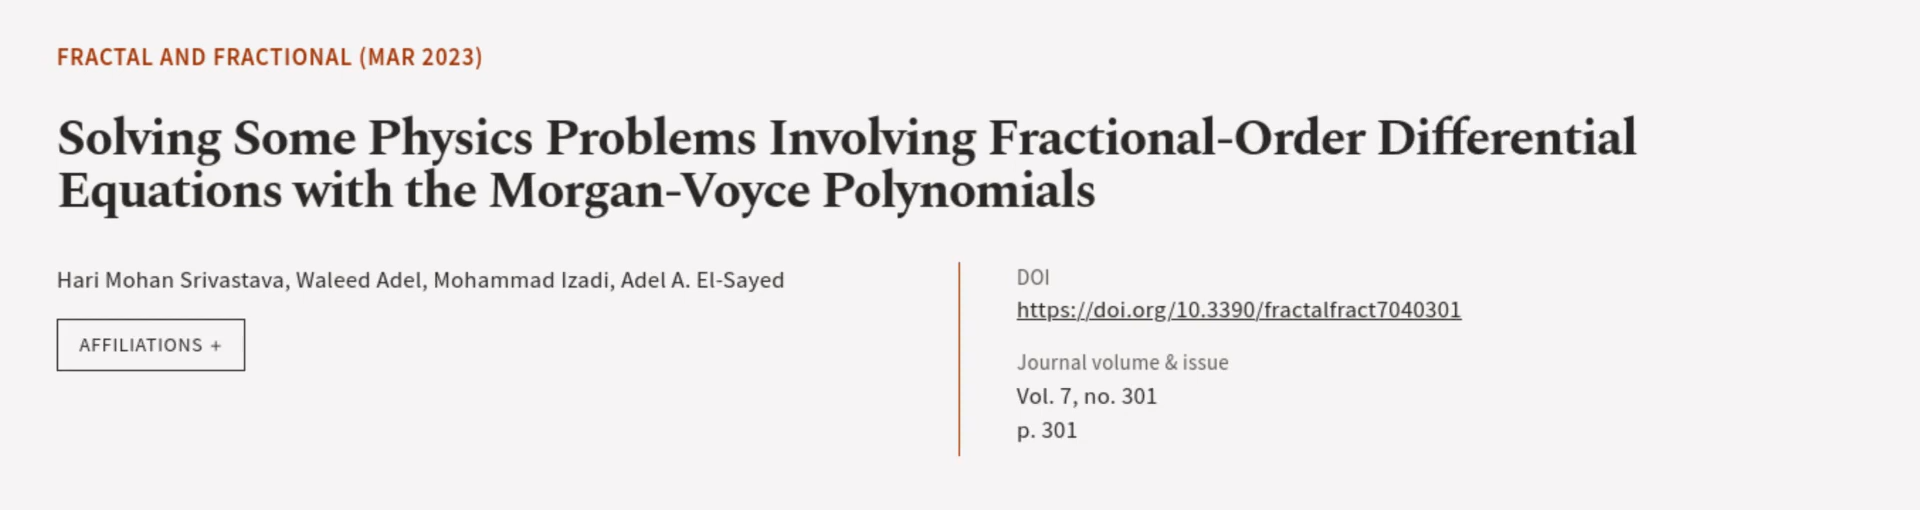 FRACTAL AND FRACTIONAL (MAR 2023)
Solving Some Physics Problems Involving Fractional-Order Differential
Equations with the Morgan-Voyce Polynomials
Hari Mohan Srivastava, Waleed Adel, Mohammad Izadi, Adel A. El-Sayed
AFFILIATIONS +
DOI
https://doi.org/10.3390/fractalfract7040301
Journal volume & issue
Vol. 7, no. 301
p. 301